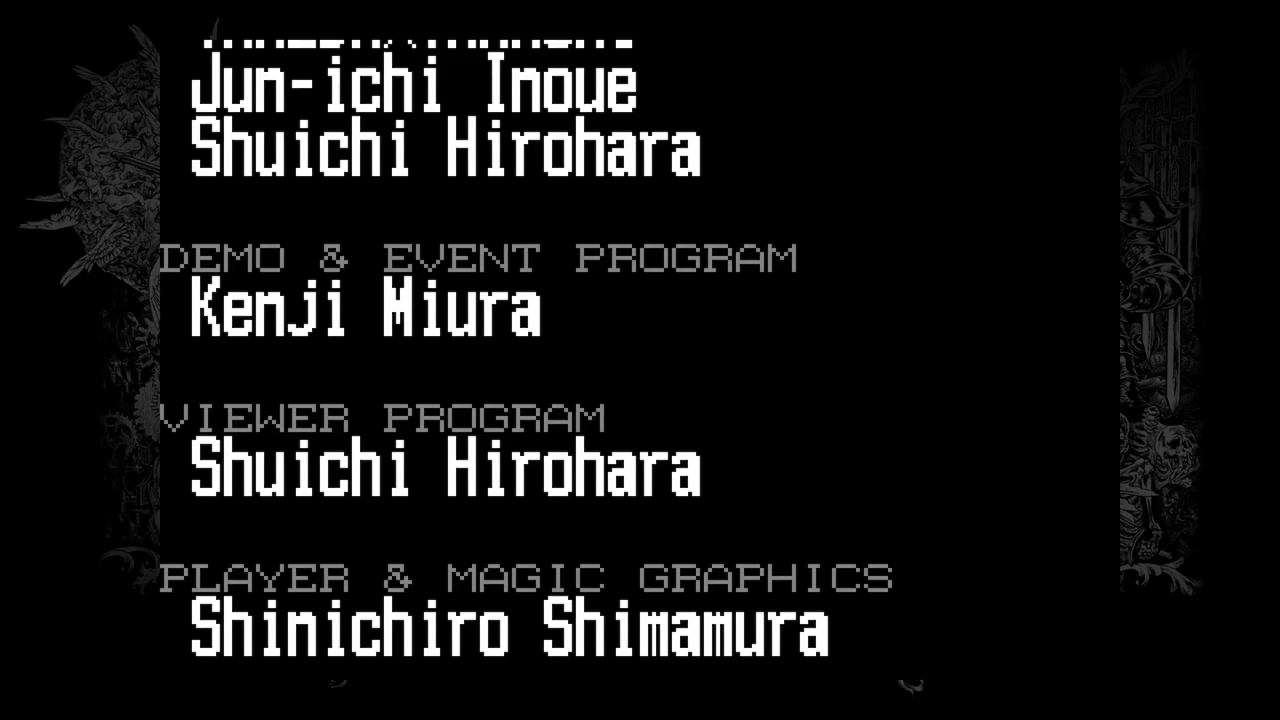 Jun-ichi Inoue
Shuichi Hirohara
DEMO & EVENT PROGRAM
Kenji Miura
VIEWER PROGRAM
Shuichi Hirohara
PLAYER & MAGIC GRAPHICS
Shinichiro Shimamura